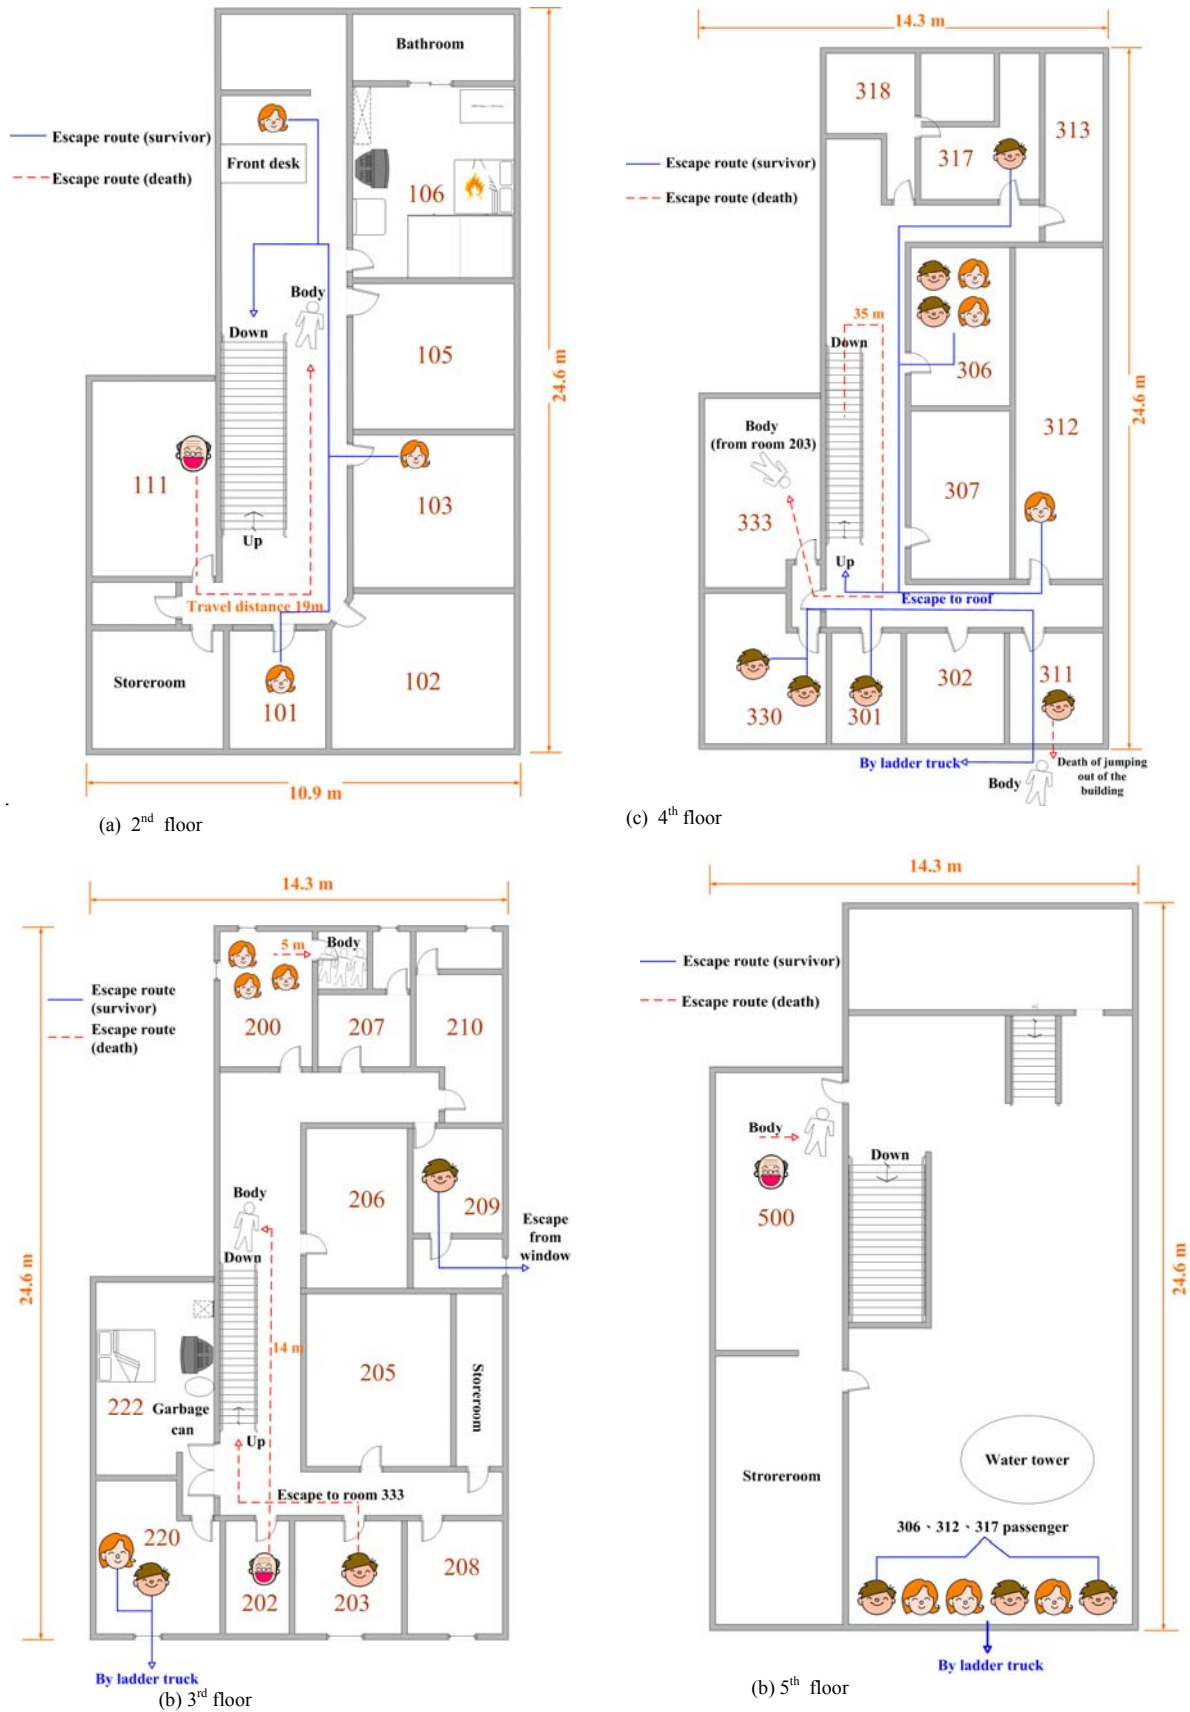 Bathroom
Escape route (survivor)
Front desk
Escape route (death)
106
Body
Down
105
24.6 m
111
103
Up
Travel distance 19m
Storeroom
101
102
10.9 m
.
(a) 2nd floor
14.3 m
318
313
Escape route (survivor)
317
Escape route (death)
35 m
Down
306
24.6 m
Body
(from room 203)
312
307
333
Up
Escape to roof
311
302
330
301
By ladder truck
Death of jumping
out of the
building
Body
(c) 4th floor
14.3 m
5 m
Body
Escape route
(survivor)
Escape route
(death)
200
207
210
206
209
Body
Escape
from
window
Down
24.6 m
14 m
205
Storeroom
222
Garbage
can
Up
Escape to room 333
220
208
202
203
By ladder truck
(b) 3rd floor
14.3 m
Escape route (survivor)
Escape route (death)
Body
Down
500
24.6 m
Water tower
Stroreroom
306、312、317 passenger
By ladder truck
(b) 5th floor